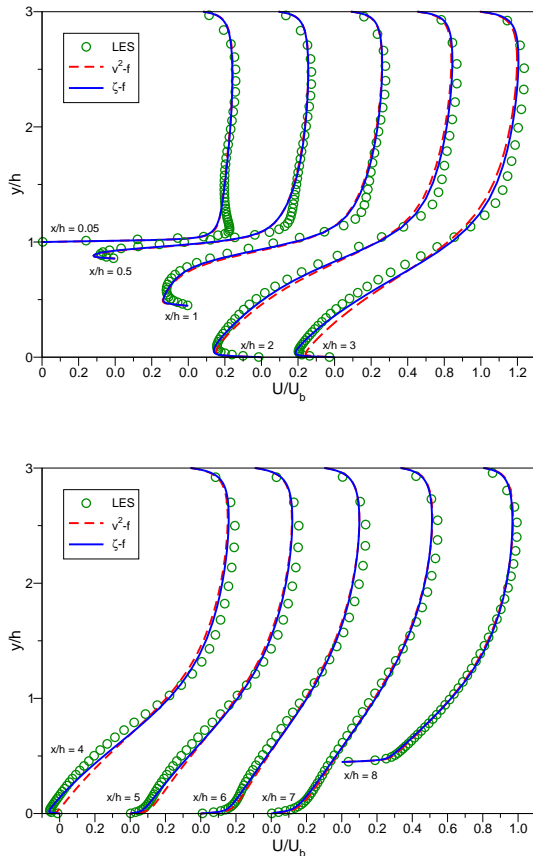 3
LES
v²-f
ζ-f
2
y/h
x/h = 0.05
1
x/h = 0.5
x/h = 1
x/h = 2
x/h = 3
0
0 0.2 0.0 0.2 0.0 0.2 0.0 0.2 0.4 0.6 0.8 1.0 1.2
U/U_b
3
LES
v²-f
ζ-f
2
y/h
1
x/h = 4
x/h = 8
x/h = 5
x/h = 6
x/h = 7
0
0.0 0.2 0.0 0.2 0.0 0.2 0.0 0.2 0.0 0.2 0.4 0.6 0.8 1.0
U/U_b